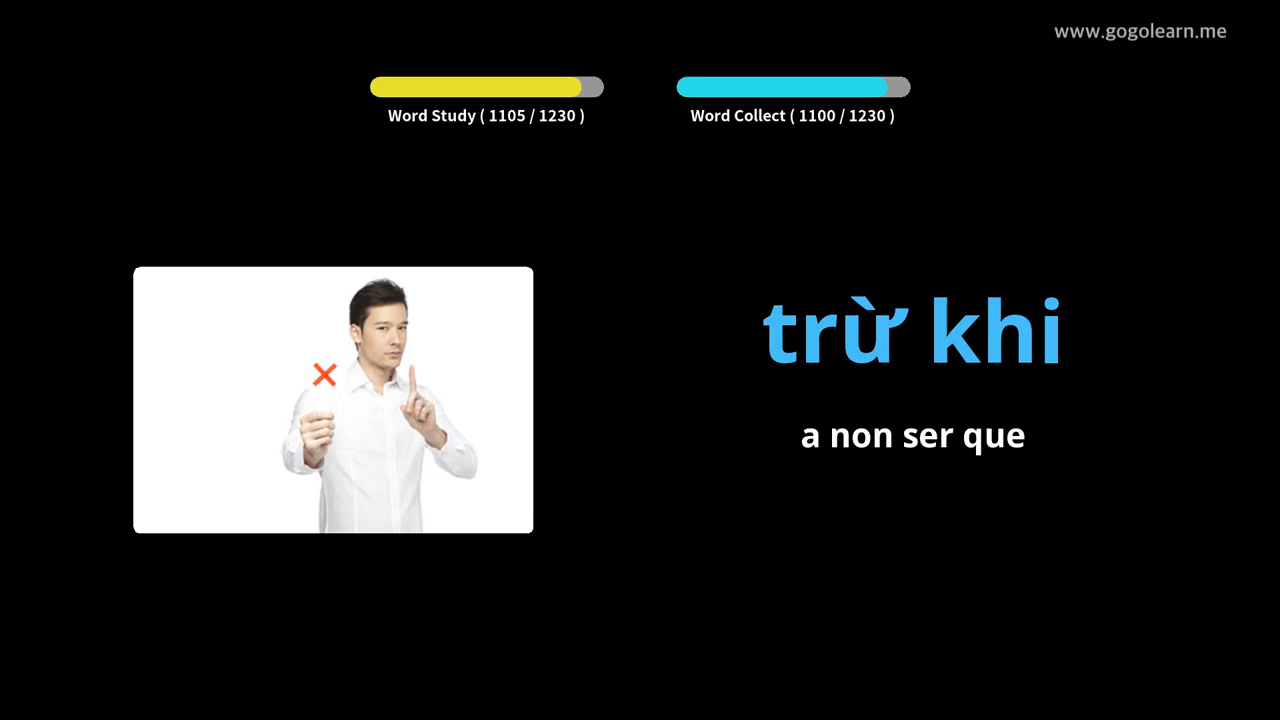 www.gogolearn.me
Word Study ( 1105 / 1230 )
Word Collect ( 1100 / 1230 )
trừ khi
a non ser que